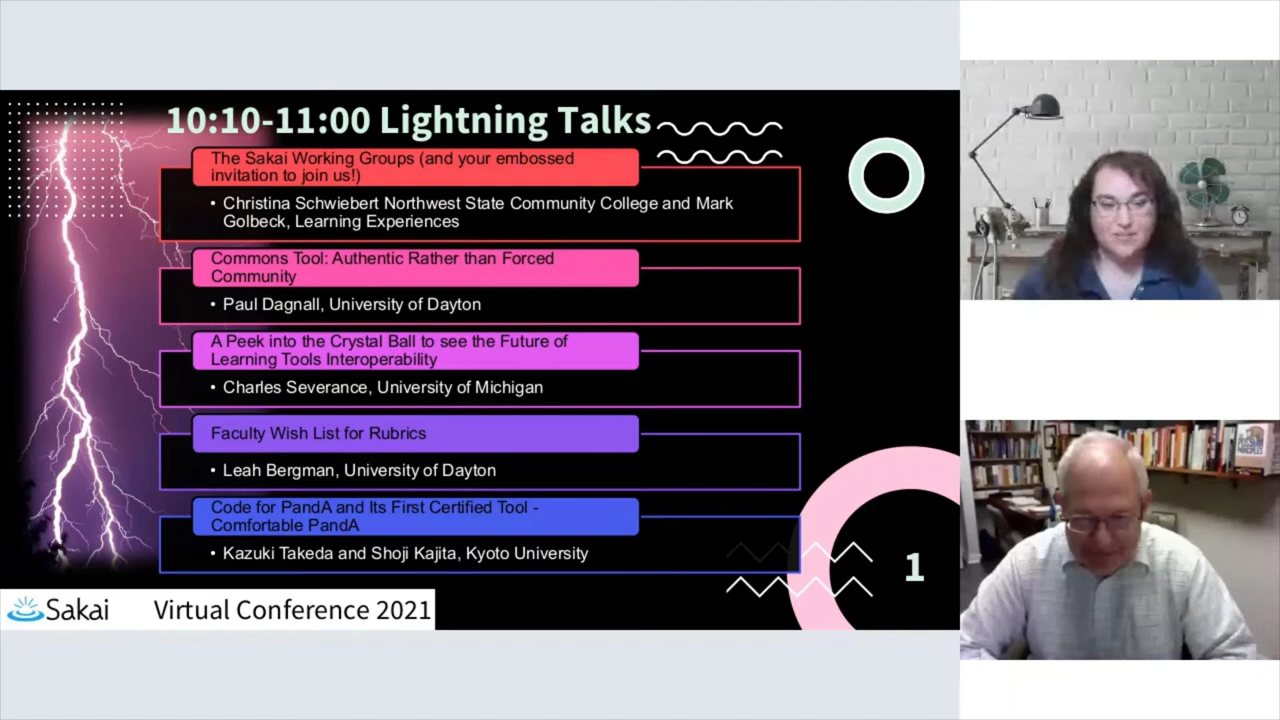 10:10-11:00 Lightning Talks
The Sakai Working Groups (and your embossed
invitation to join us!)
• Christina Schwiebert Northwest State Community College and Mark
Golbeck, Learning Experiences
Commons Tool: Authentic Rather than Forced
Community
• Paul Dagnall, University of Dayton
A Peek into the Crystal Ball to see the Future of
Learning Tools Interoperability
• Charles Severance, University of Michigan
Faculty Wish List for Rubrics
• Leah Bergman, University of Dayton
Code for PandA and Its First Certified Tool -
Comfortable PandA
• Kazuki Takeda and Shoji Kajita, Kyoto University
1
Sakai Virtual Conference 2021